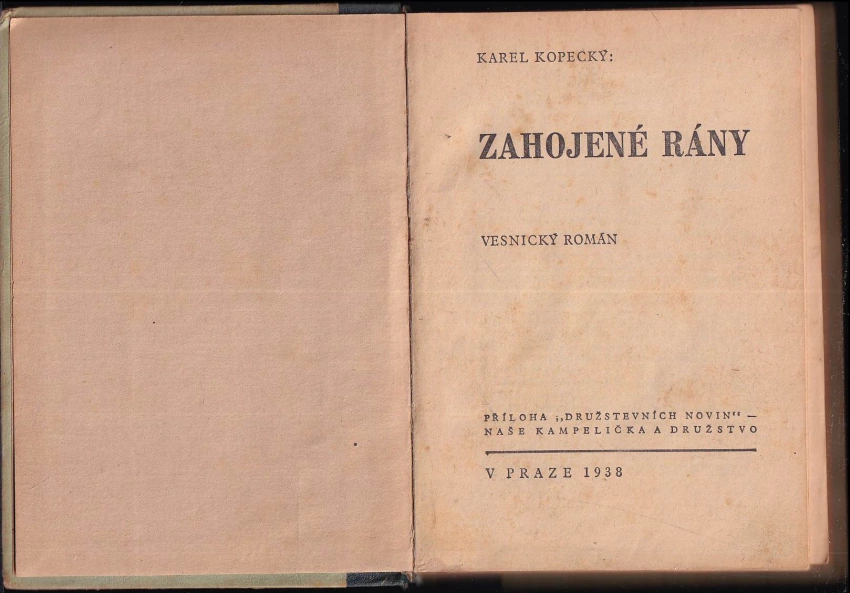 KAREL KOPECKÝ:
ZAHOJENÉ RÁNY
VESNICKÝ ROMÁN
PŘÍLOHA „DRUŽSTEVNÍCH NOVIN“ —
NAŠE KAMPELIČKA A DRUŽSTVO
V PRAZE 1938